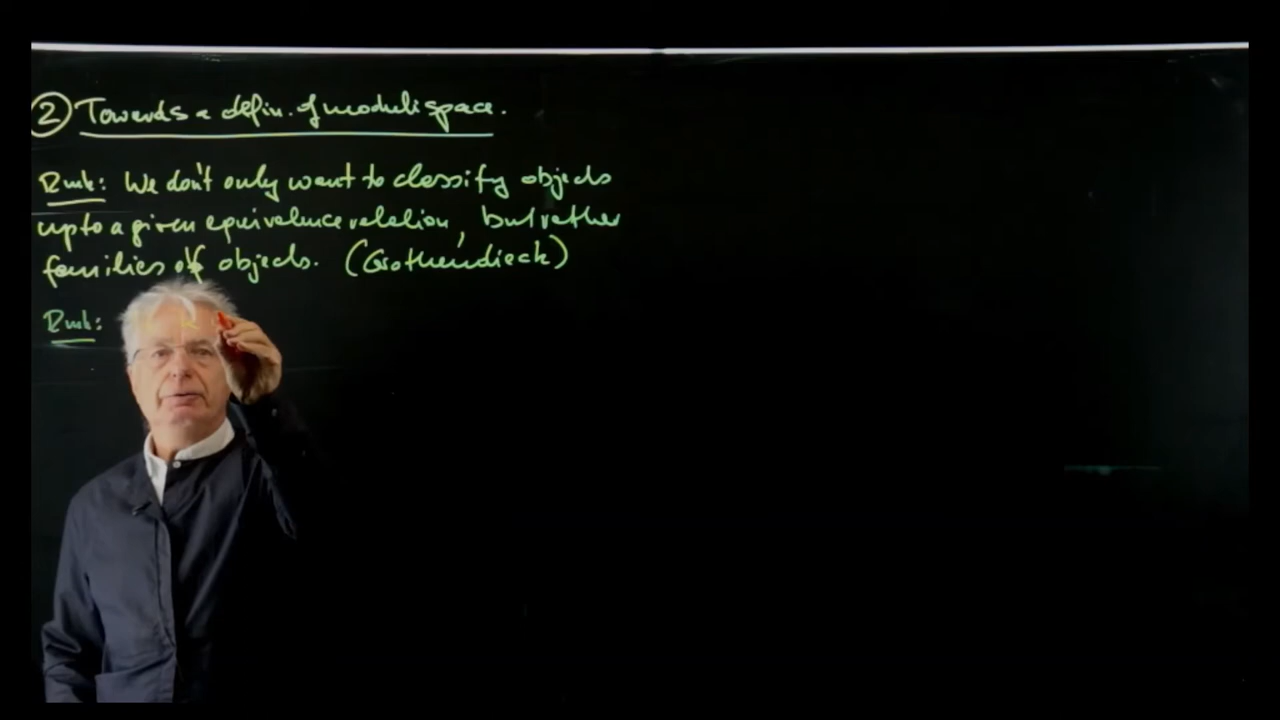 ② Towards a defin. of moduli space.
Rmk: We don't only want to classify objects
up to a given equivalence relation, but rather
families of objects. (Grothendieck)
Rmk: